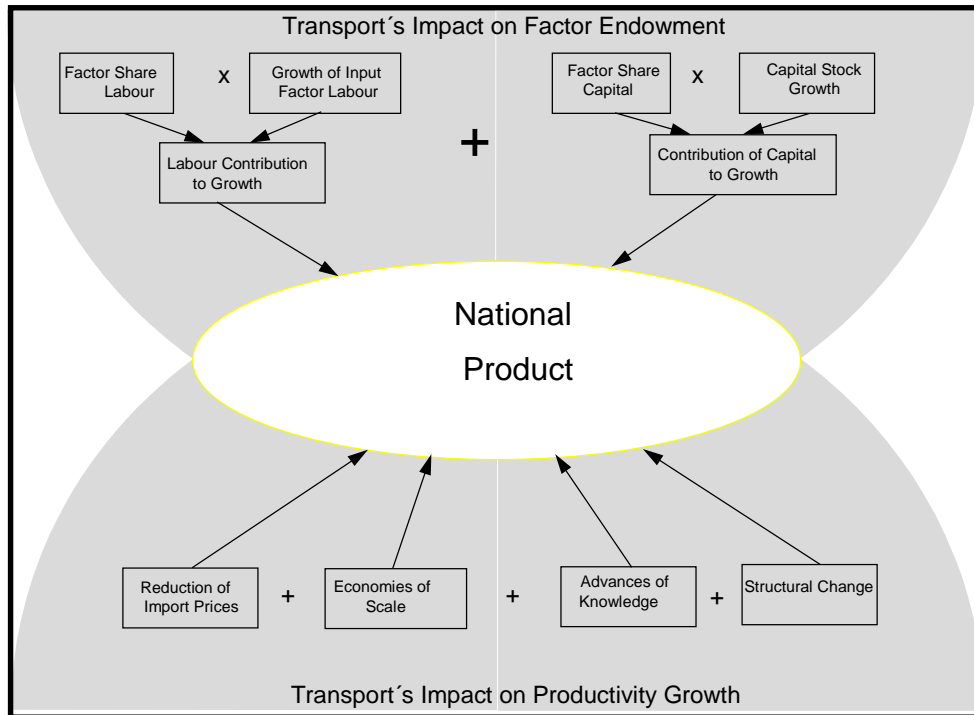 Transport´s Impact on Factor Endowment
Factor Share
Labour
x
Growth of Input
Factor Labour
Factor Share
Capital
x
Capital Stock
Growth
+
Labour Contribution
to Growth
Contribution of Capital
to Growth
National
Product
Reduction of
Import Prices
+
Economies of
Scale
+
Advances of
Knowledge
+
Structural Change
Transport´s Impact on Productivity Growth